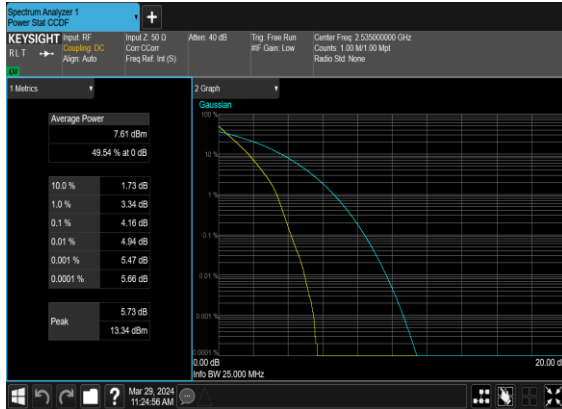 Spectrum Analyzer 1
Power Stat CCDF
KEYSIGHT
RLT
LXI
Input: RF
Coupling: DC
Align: Auto
Input Z: 50 Ω
Corr CCorr
Freq Ref: Int (S)
Atten: 40 dB
Trig: Free Run
#IF Gain: Low
Center Freq: 2.535000000 GHz
Counts: 1.00 M/1.00 Mpt
Radio Std: None
1 Metrics
Average Power
7.61 dBm
49.54 % at 0 dB
10.0 % 1.73 dB
1.0 % 3.34 dB
0.1 % 4.16 dB
0.01 % 4.94 dB
0.001 % 5.47 dB
0.0001 % 5.66 dB
Peak
5.73 dB
13.34 dBm
2 Graph
Gaussian
100 %
10 %
1 %
0.1 %
0.01 %
0.001 %
0.0001 %
0.00 dB
20.00 d
Info BW 25.000 MHz
Mar 29, 2024
11:24:56 AM